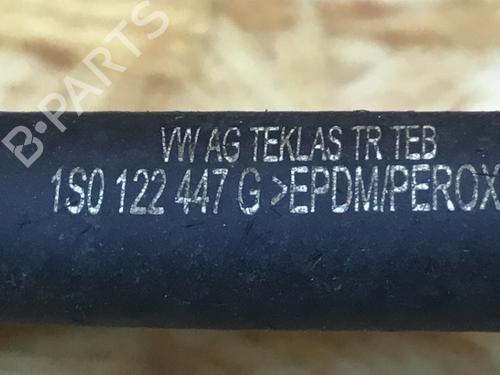 B-PARTS
VW AG TEKLAS TR TEB
1S0 122 447 G >EPDM/PEROX